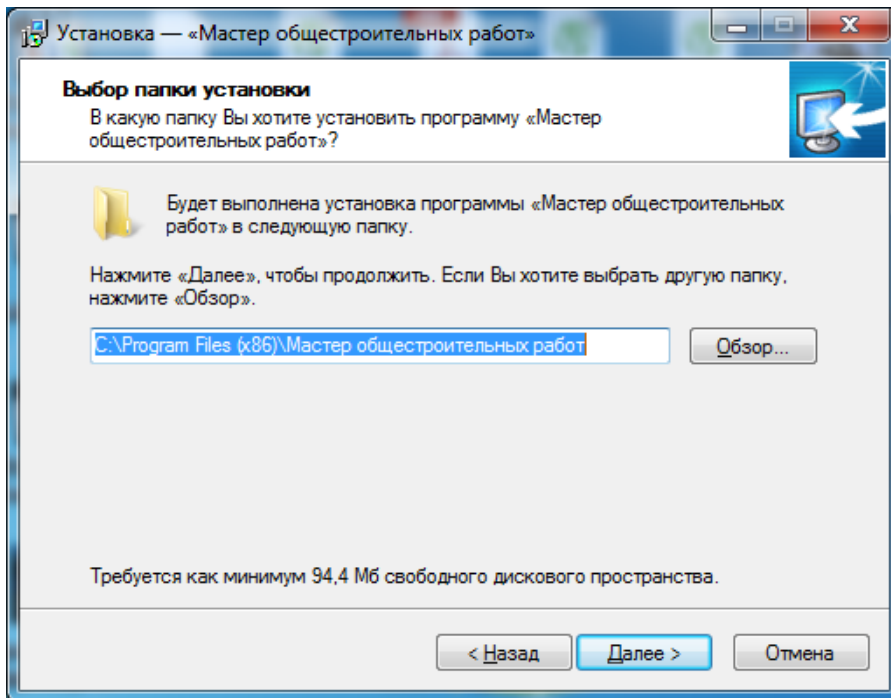 Установка — «Мастер общестроительных работ»
Выбор папки установки
В какую папку Вы хотите установить программу «Мастер
общестроительных работ»?
Будет выполнена установка программы «Мастер общестроительных
работ» в следующую папку.
Нажмите «Далее», чтобы продолжить. Если Вы хотите выбрать другую папку,
нажмите «Обзор».
C:\Program Files (x86)\Мастер общестроительных работ
Обзор...
Требуется как минимум 94,4 Мб свободного дискового пространства.
< Назад
Далее >
Отмена